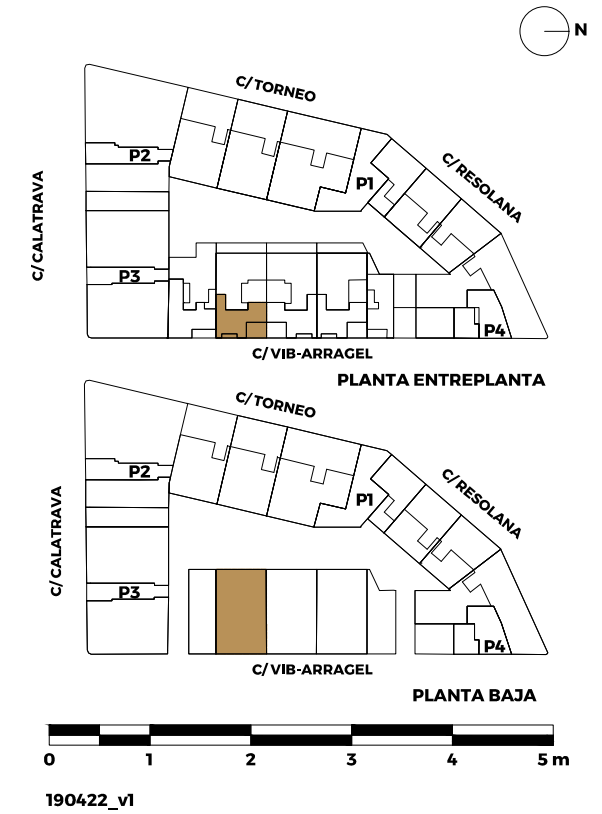 N
C/ TORNEO
C/ RESOLANA
P2
P1
C/ CALATRAVA
P3
P4
C/ VIB-ARRAGEL
PLANTA ENTREPLANTA
C/ TORNEO
C/ RESOLANA
P2
P1
C/ CALATRAVA
P3
P4
C/ VIB-ARRAGEL
PLANTA BAJA
0 1 2 3 4 5 m
190422_v1